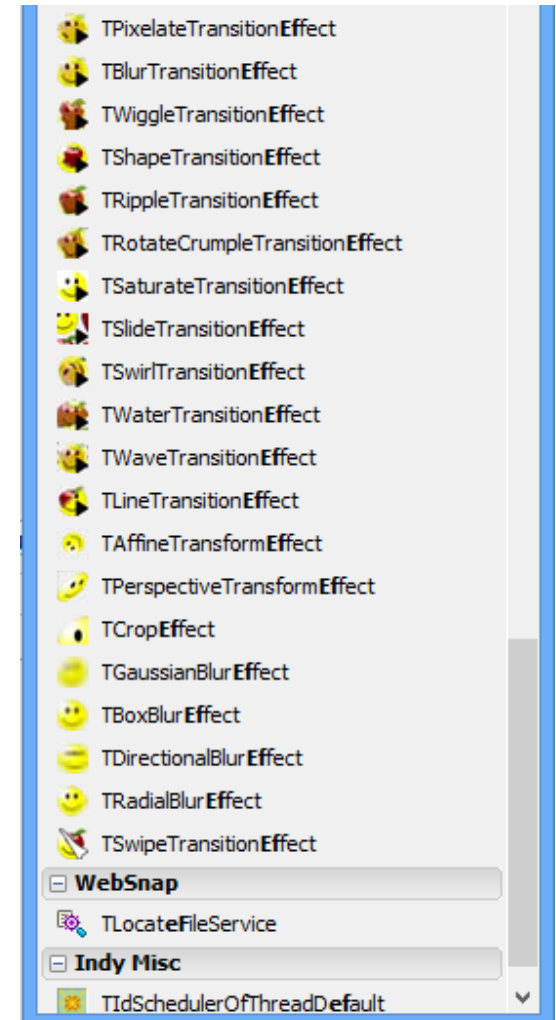 TPixelateTransitionEffect
TBlurTransitionEffect
TWiggleTransitionEffect
TShapeTransitionEffect
TRippleTransitionEffect
TRotateCrumpleTransitionEffect
TSaturateTransitionEffect
TSlideTransitionEffect
TSwirlTransitionEffect
TWaterTransitionEffect
TWaveTransitionEffect
TLineTransitionEffect
TAffineTransformEffect
TPerspectiveTransformEffect
TCropEffect
TGaussianBlurEffect
TBoxBlurEffect
TDirectionalBlurEffect
TRadialBlurEffect
TSwipeTransitionEffect
WebSnap
TLocateFileService
Indy Misc
TIdSchedulerOfThreadDefault